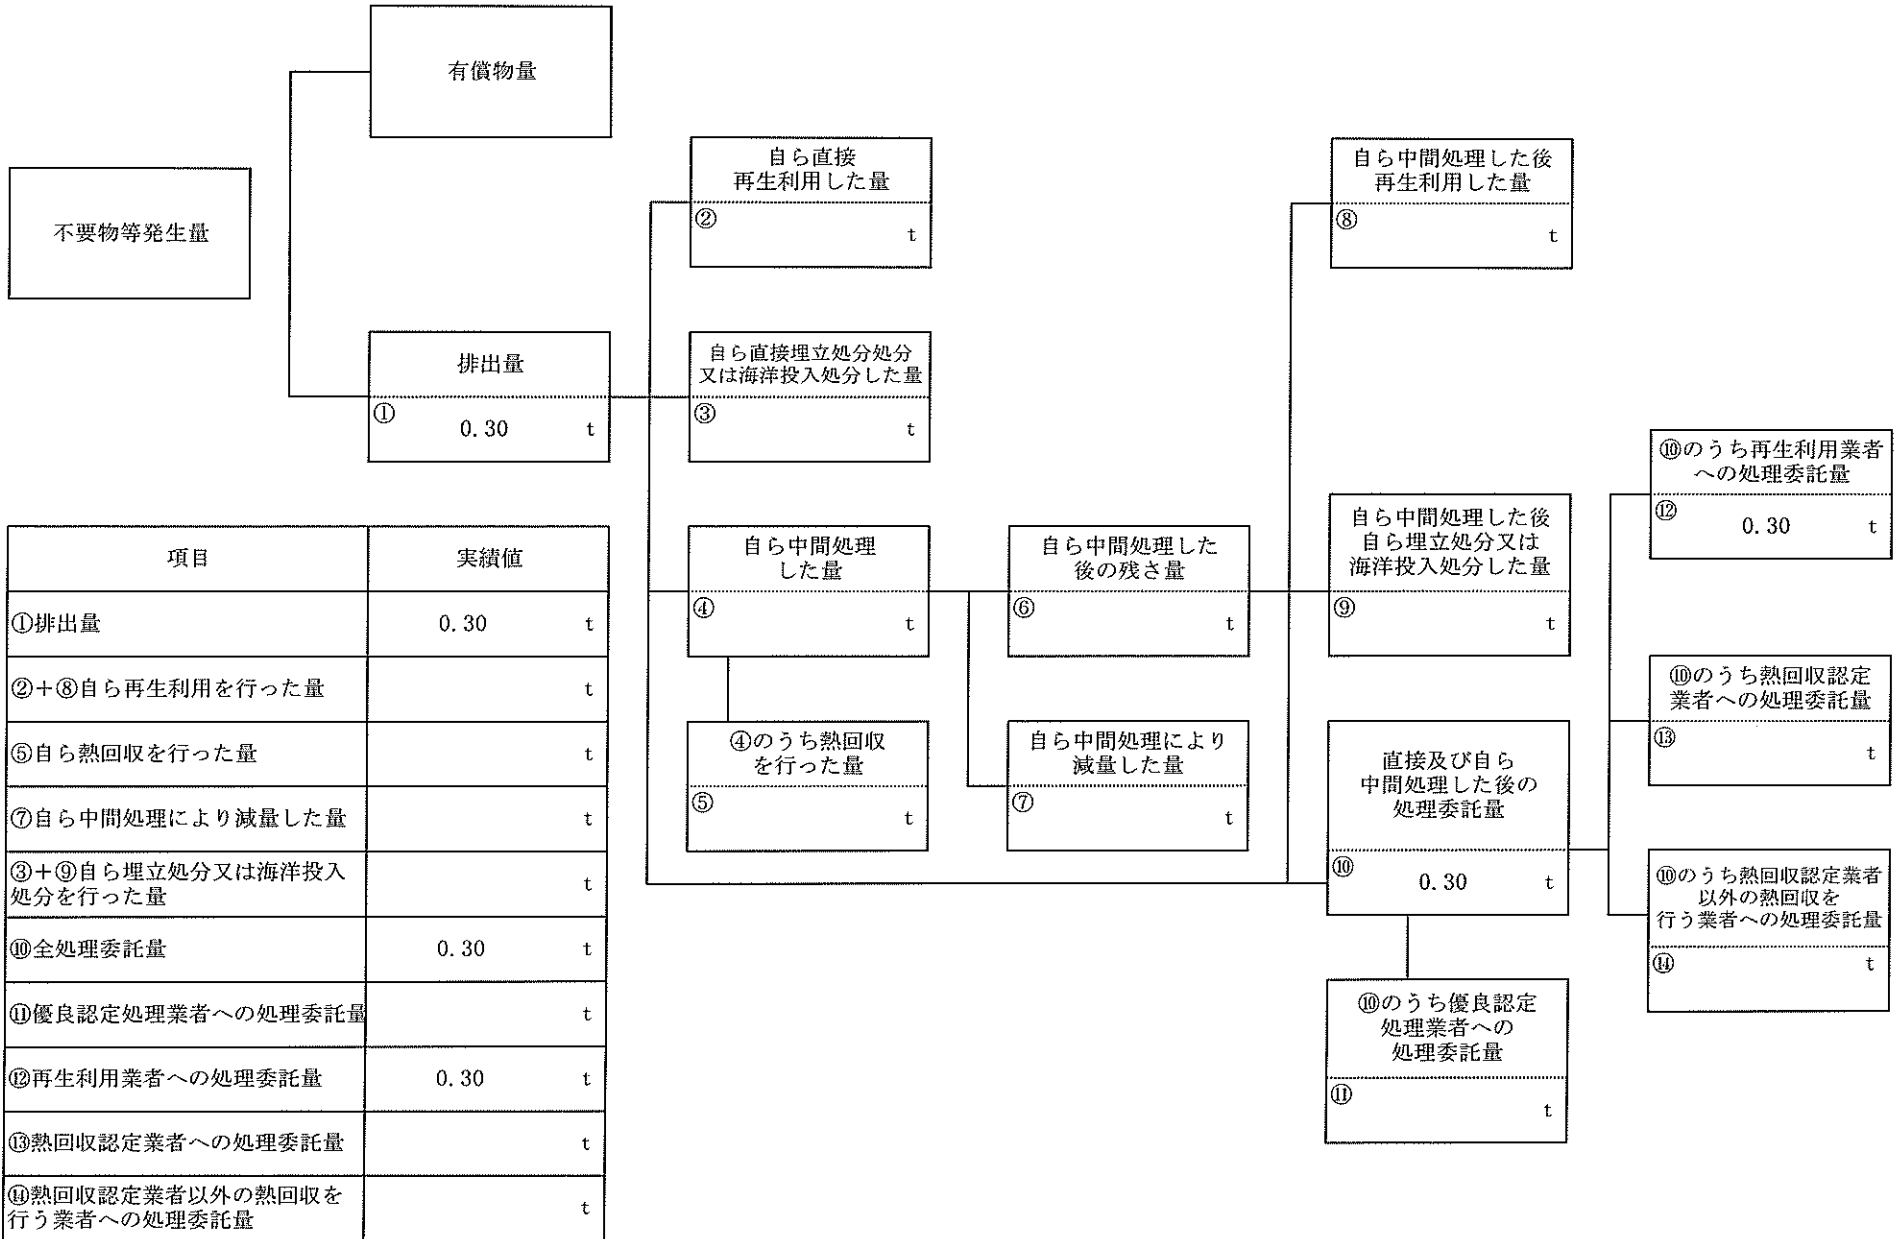 有償物量
不要物等発生量
排出量
①
0.30 t
自ら直接
再生利用した量
②
t
自ら直接埋立処分処分
又は海洋投入処分した量
③
t
自ら中間処理
した量
④
t
④のうち熱回収
を行った量
⑤
t
自ら中間処理した
後の残さ量
⑥
t
自ら中間処理により
減量した量
⑦
t
自ら中間処理した後
再生利用した量
⑧
t
自ら中間処理した後
自ら埋立処分又は
海洋投入処分した量
⑨
t
直接及び自ら
中間処理した後の
処理委託量
⑩
0.30 t
⑩のうち優良認定
処理業者への
処理委託量
⑪
t
⑩のうち再生利用業者
への処理委託量
⑫
0.30 t
⑩のうち熱回収認定
業者への処理委託量
⑬
t
⑩のうち熱回収認定業者
以外の熱回収を
行う業者への処理委託量
⑭
t
項目 実績値
①排出量 0.30 t
②+⑧自ら再生利用を行った量 t
⑤自ら熱回収を行った量 t
⑦自ら中間処理により減量した量 t
③+⑨自ら埋立処分又は海洋投入
処分を行った量 t
⑩全処理委託量 0.30 t
⑪優良認定処理業者への処理委託量 t
⑫再生利用業者への処理委託量 0.30 t
⑬熱回収認定業者への処理委託量 t
⑭熱回収認定業者以外の熱回収を
行う業者への処理委託量 t